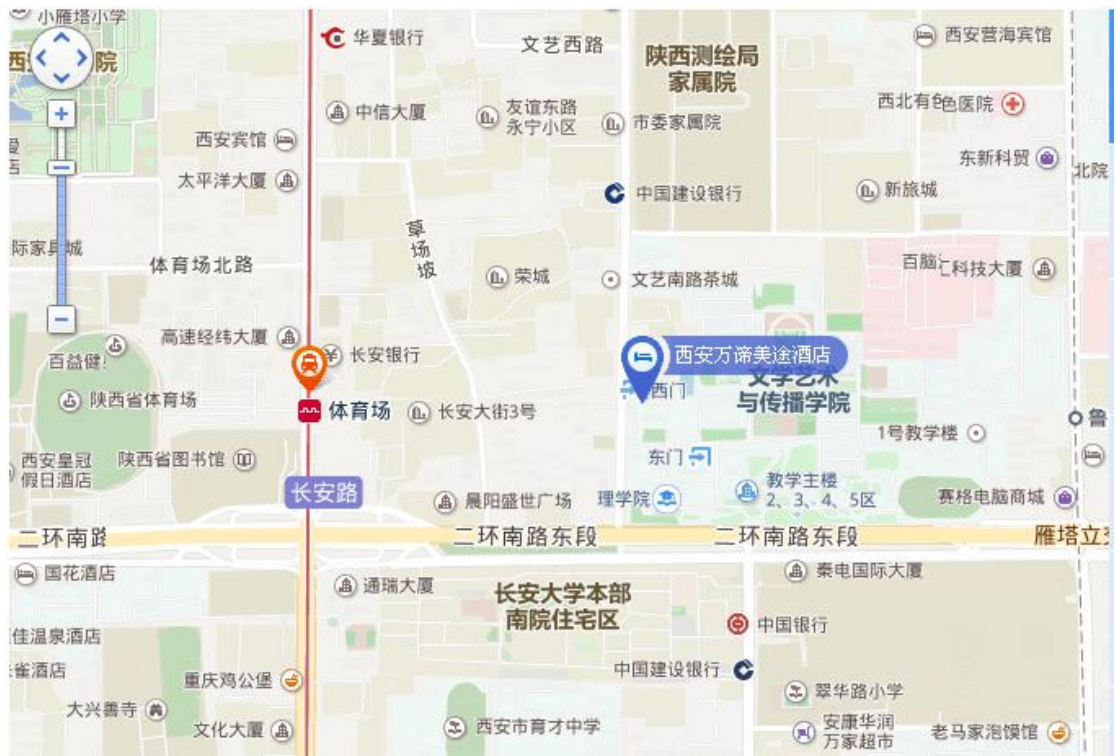 小雁塔小学
华夏银行
文艺西路
西安营海宾馆
陕西测绘局
家属院
院
中信大厦
友谊东路
永宁小区
市委家属院
西北有色医院
西安宾馆
东新科贸
北院
太平洋大厦
中国建设银行
新旅城
草场坡
际家具城
体育场北路
荣城
文艺南路茶城
百脑汇科技大厦
高速经纬大厦
长安银行
西安万谛美途酒店
百益健
西门
文学艺术
与传播学院
陕西省体育场
体育场
长安大街3号
鲁
1号教学楼
西安皇冠
假日酒店
陕西省图书馆
东门
长安路
晨阳盛世广场
理学院
教学主楼
2、3、4、5区
赛格电脑商城
二环南路
二环南路东段
二环南路东段
雁塔立交
国花酒店
通瑞大厦
长安大学本部
南院住宅区
秦电国际大厦
中国银行
佳温泉酒店
雀酒店
中国建设银行
重庆鸡公堡
翠华路小学
大兴善寺
文化大厦
西安市育才中学
安康华润
万家超市
老马家泡馍馆